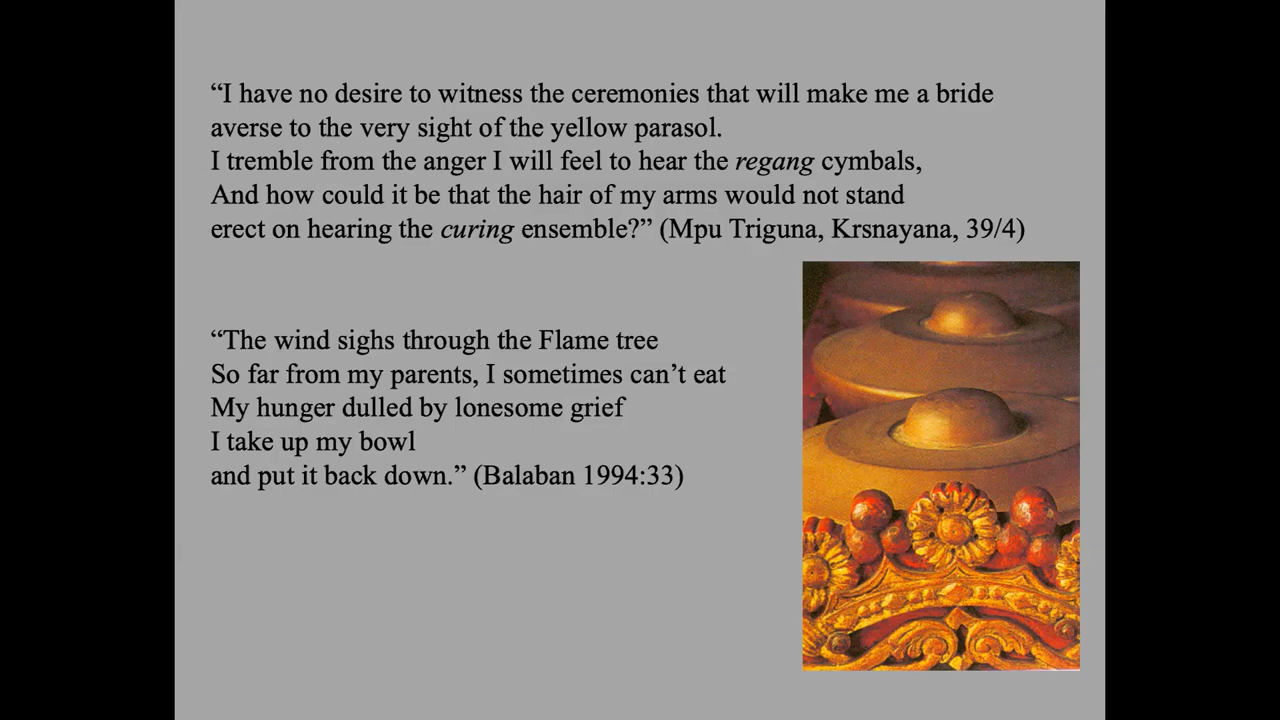 “I have no desire to witness the ceremonies that will make me a bride
averse to the very sight of the yellow parasol.
I tremble from the anger I will feel to hear the regang cymbals,
And how could it be that the hair of my arms would not stand
erect on hearing the curing ensemble?” (Mpu Triguna, Krsnayana, 39/4)
“The wind sighs through the Flame tree
So far from my parents, I sometimes can’t eat
My hunger dulled by lonesome grief
I take up my bowl
and put it back down.” (Balaban 1994:33)